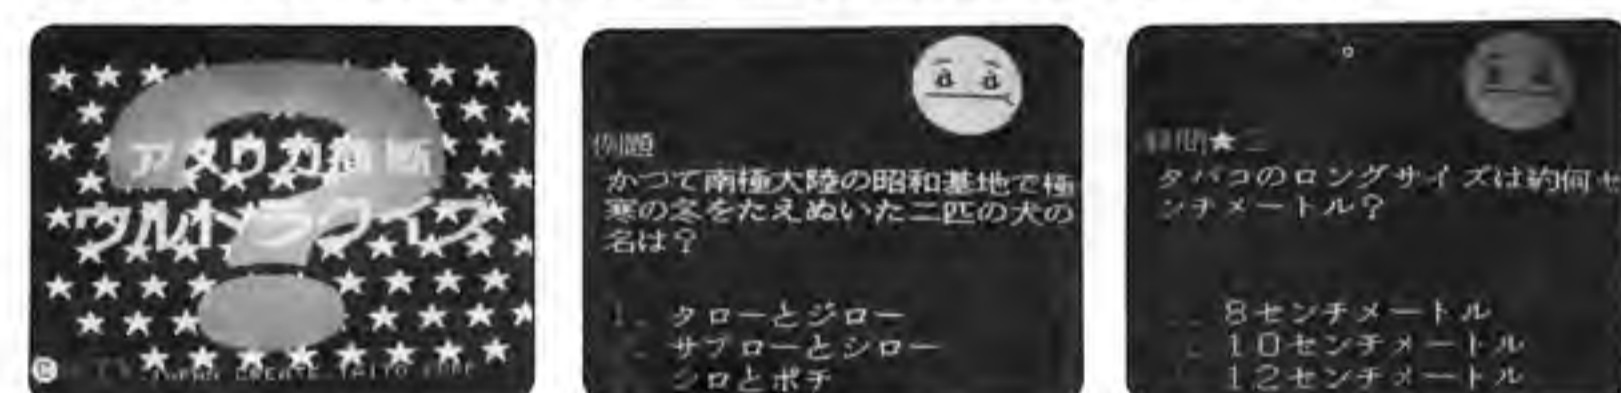 アメリカ横断
ウルトラクイズ
例題
かつて南極大陸の昭和基地で極
寒の冬をたえぬいた二匹の犬の
名は？
1. タローとジロー
サブローとシロー
シロとポチ
タバコのロングサイズは約何セ
ンチメートル？
8センチメートル
10センチメートル
12センチメートル